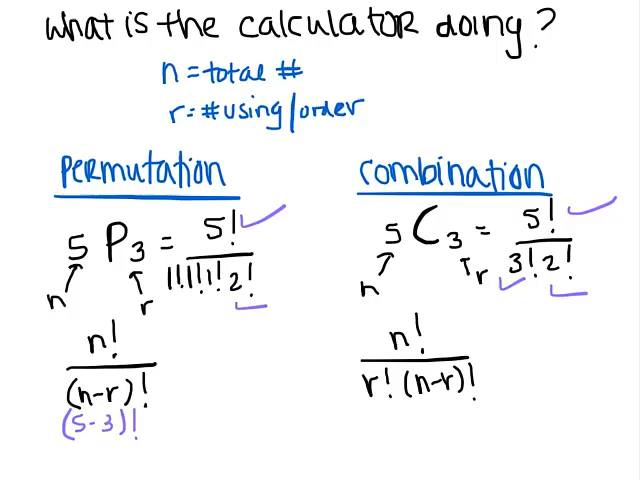 What is the calculator doing?
n = total #
r = # using/order
Permutation
5 P 3 = 5! / 1!1!1!2!
n r
n! / (n-r)!
(5-3)!
Combination
5 C 3 = 5! / 3! 2!
n r
n! / r! (n-r)!